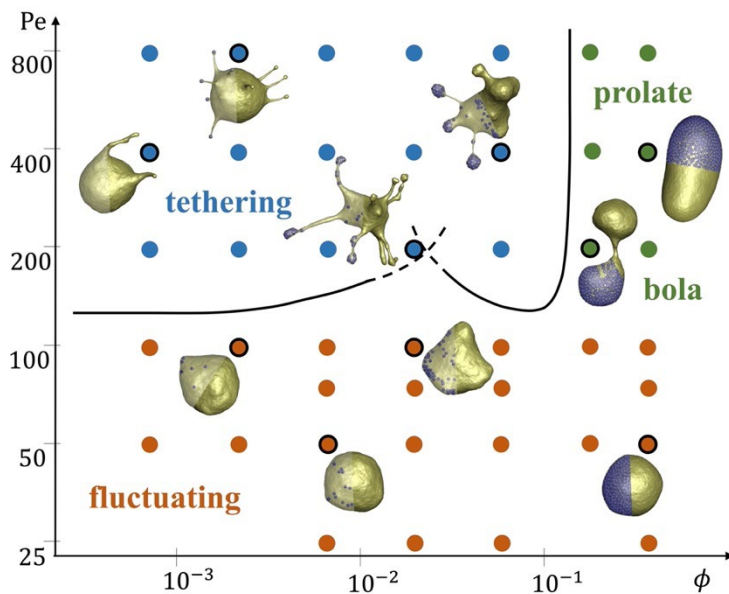 Pe
800
prolate
400
tethering
200
bola
100
50
fluctuating
25
10⁻³
10⁻²
10⁻¹
ϕ